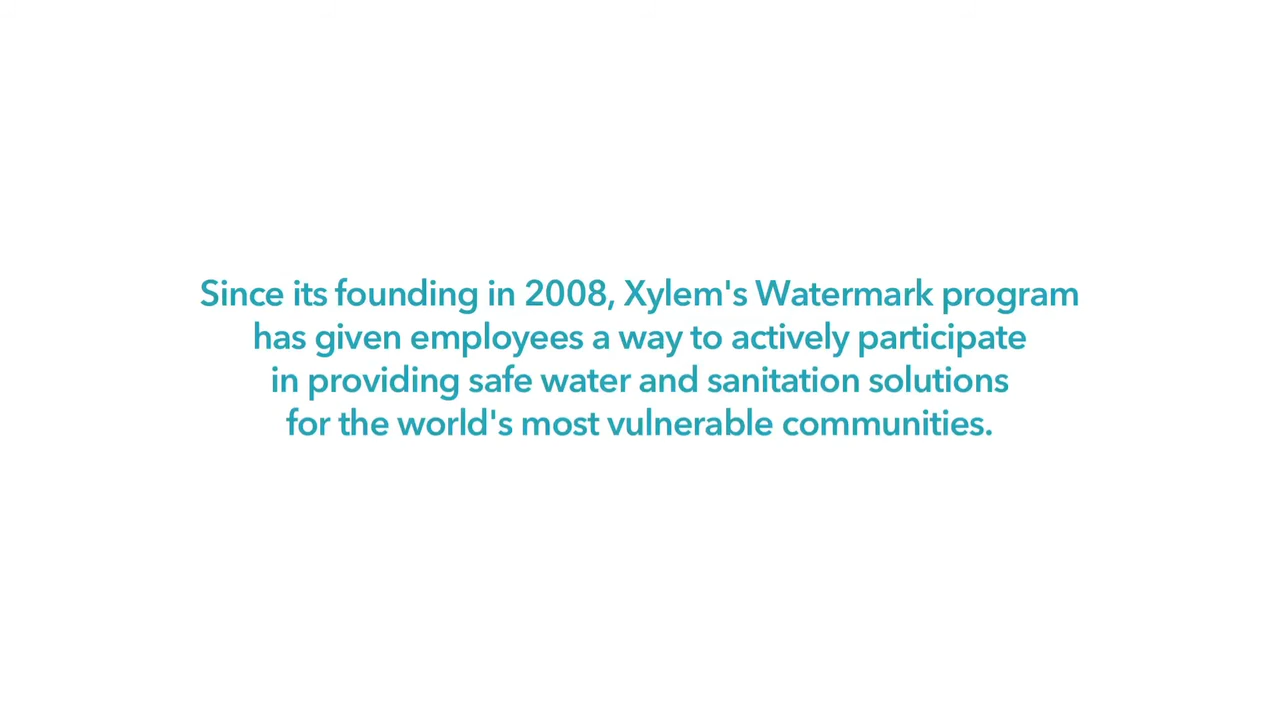 Since its founding in 2008, Xylem's Watermark program
has given employees a way to actively participate
in providing safe water and sanitation solutions
for the world's most vulnerable communities.